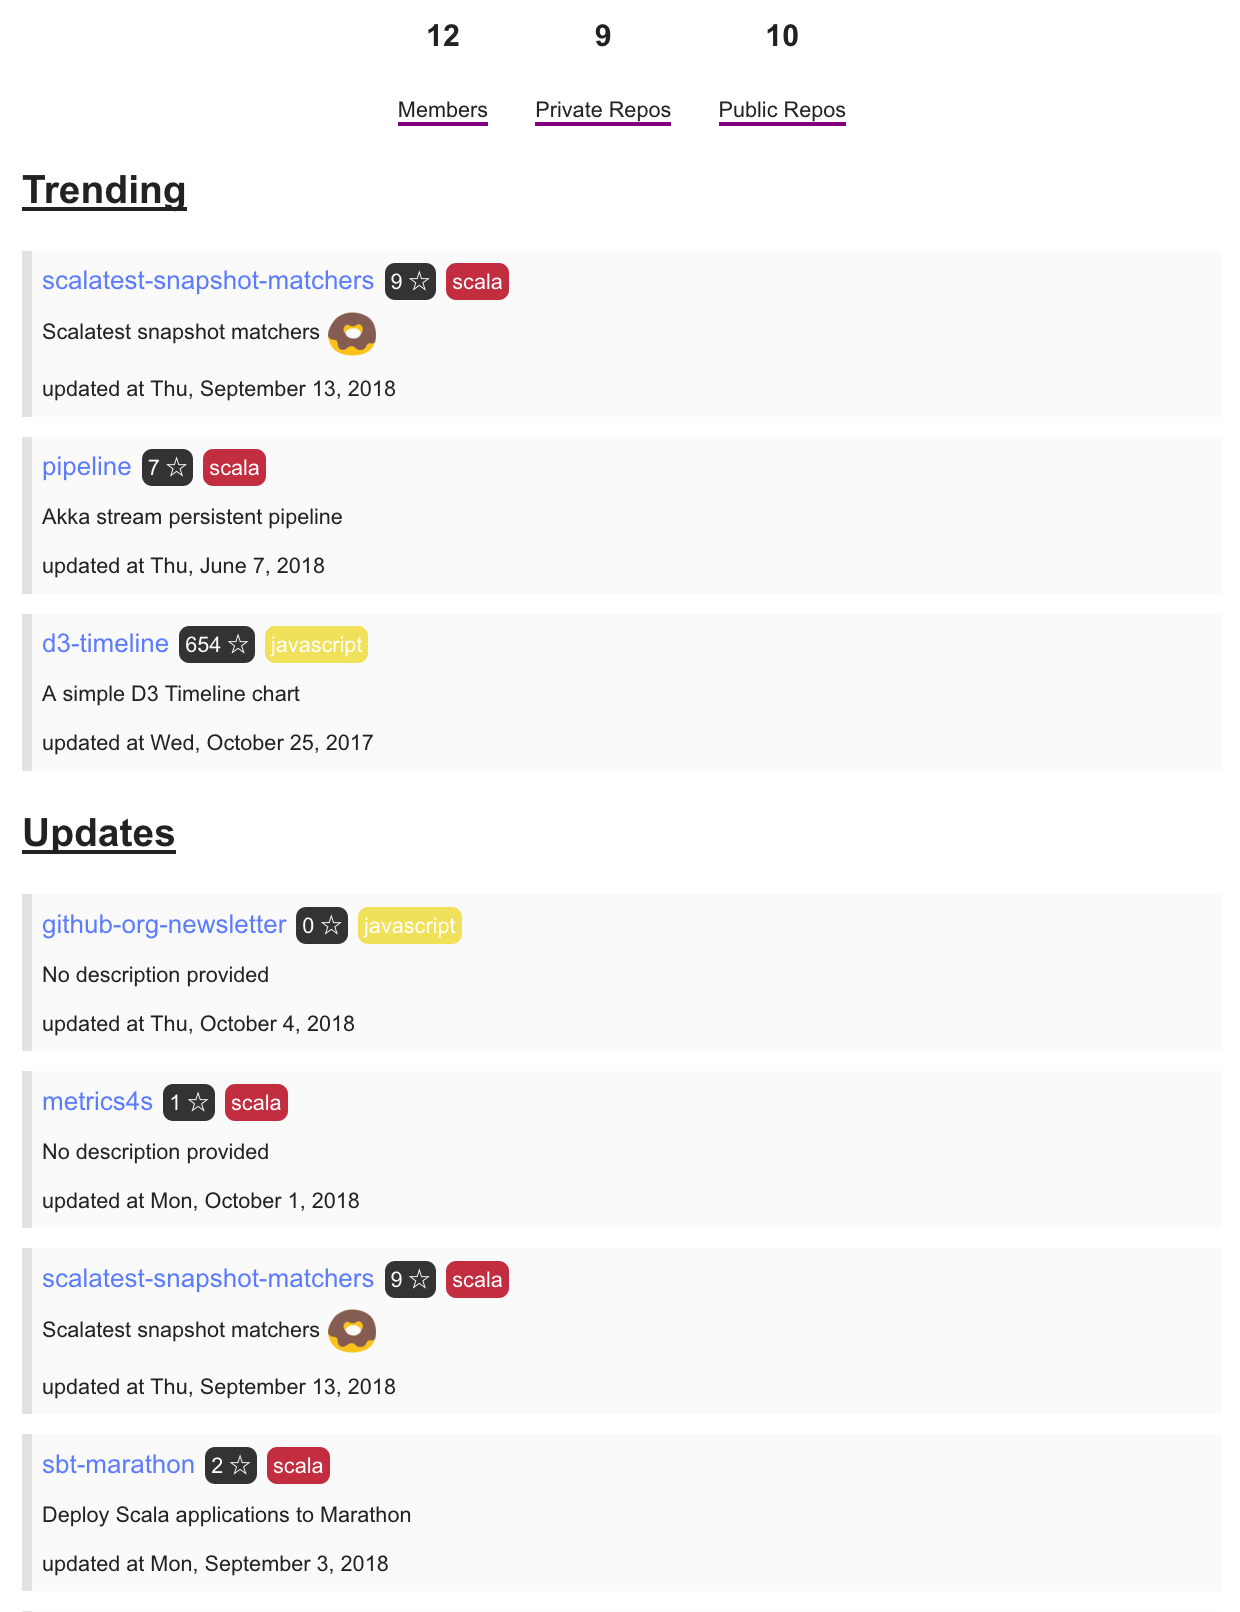 12 9 10
Members Private Repos Public Repos
Trending
scalatest-snapshot-matchers 9 ☆ scala
Scalatest snapshot matchers 🍩
updated at Thu, September 13, 2018
pipeline 7 ☆ scala
Akka stream persistent pipeline
updated at Thu, June 7, 2018
d3-timeline 654 ☆ javascript
A simple D3 Timeline chart
updated at Wed, October 25, 2017
Updates
github-org-newsletter 0 ☆ javascript
No description provided
updated at Thu, October 4, 2018
metrics4s 1 ☆ scala
No description provided
updated at Mon, October 1, 2018
scalatest-snapshot-matchers 9 ☆ scala
Scalatest snapshot matchers 🍩
updated at Thu, September 13, 2018
sbt-marathon 2 ☆ scala
Deploy Scala applications to Marathon
updated at Mon, September 3, 2018